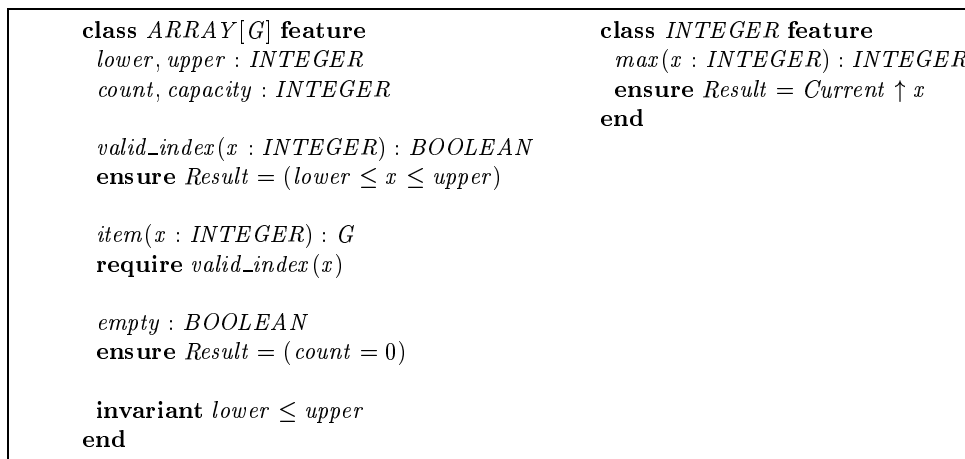 class ARRAY[G] feature
lower, upper : INTEGER
count, capacity : INTEGER
valid_index(x : INTEGER) : BOOLEAN
ensure Result = (lower ≤ x ≤ upper)
item(x : INTEGER) : G
require valid_index(x)
empty : BOOLEAN
ensure Result = (count = 0)
invariant lower ≤ upper
end
class INTEGER feature
max(x : INTEGER) : INTEGER
ensure Result = Current ↑ x
end